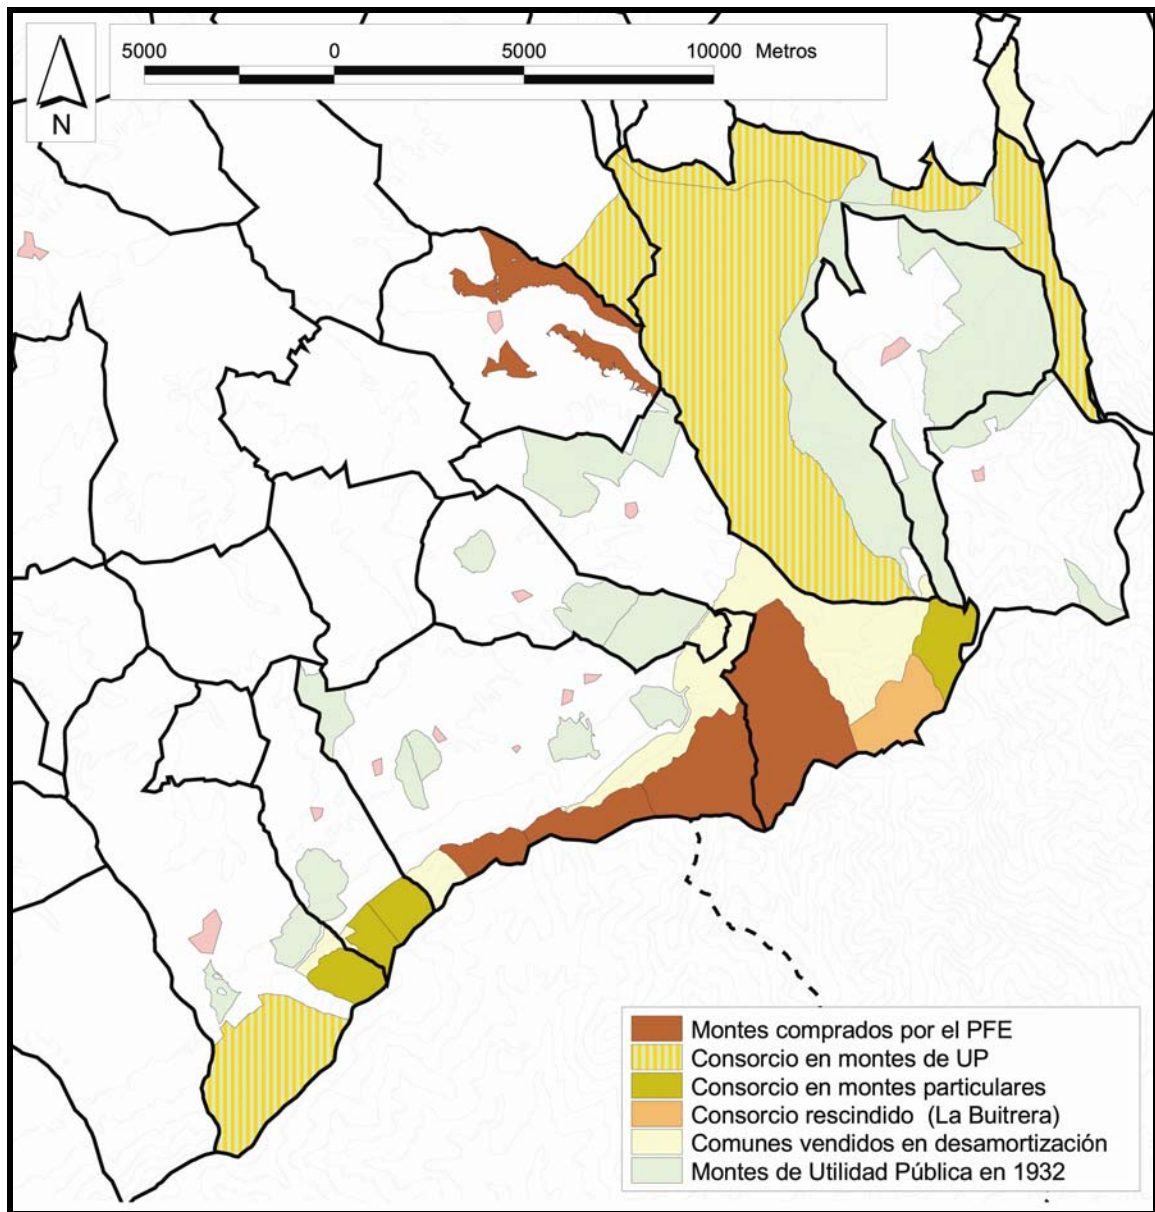 5000 0 5000 10000 Metros
N
Montes comprados por el PFE
Consorcio en montes de UP
Consorcio en montes particulares
Consorcio rescindido (La Buitrera)
Comunes vendidos en desamortización
Montes de Utilidad Pública en 1932